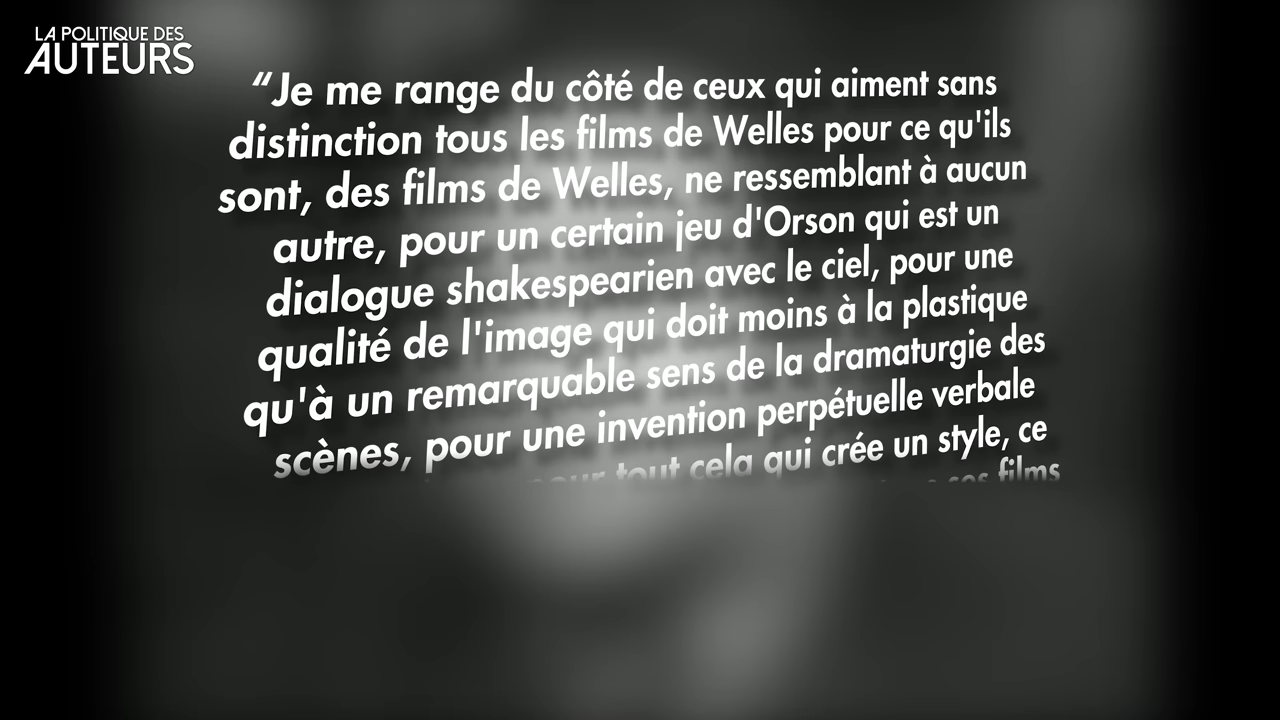 LA POLITIQUE DES
AUTEURS
“Je me range du côté de ceux qui aiment sans
distinction tous les films de Welles pour ce qu'ils
sont, des films de Welles, ne ressemblant à aucun
autre, pour un certain jeu d'Orson qui est un
dialogue shakespearien avec le ciel, pour une
qualité de l'image qui doit moins à la plastique
qu'à un remarquable sens de la dramaturgie des
scènes, pour une invention perpétuelle verbale
pour tout cela qui crée un style, ce
ses films